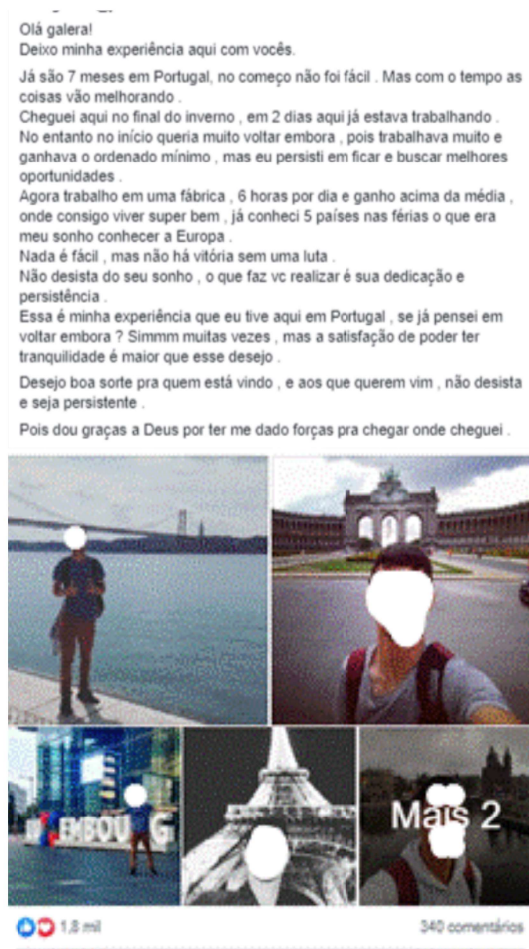 Olá galera!
Deixo minha experiência aqui com vocês.
Já são 7 meses em Portugal, no começo não foi fácil . Mas com o tempo as
coisas vão melhorando .
Cheguei aqui no final do inverno , em 2 dias aqui já estava trabalhando .
No entanto no início queria muito voltar embora , pois trabalhava muito e
ganhava o ordenado mínimo , mas eu persisti em ficar e buscar melhores
oportunidades .
Agora trabalho em uma fábrica , 6 horas por dia e ganho acima da média ,
onde consigo viver super bem , já conheci 5 países nas férias o que era
meu sonho conhecer a Europa .
Nada é fácil , mas não há vitória sem uma luta .
Não desista do seu sonho , o que faz vc realizar é sua dedicação e
persistência .
Essa é minha experiência que eu tive aqui em Portugal , se já pensei em
voltar embora ? Simmm muitas vezes , mas a satisfação de poder ter
tranquilidade é maior que esse desejo .
Desejo boa sorte pra quem está vindo , e aos que querem vim , não desista
e seja persistente .
Pois dou graças a Deus por ter me dado forças pra chegar onde cheguei .
Mais 2
1,8 mil 340 comentários